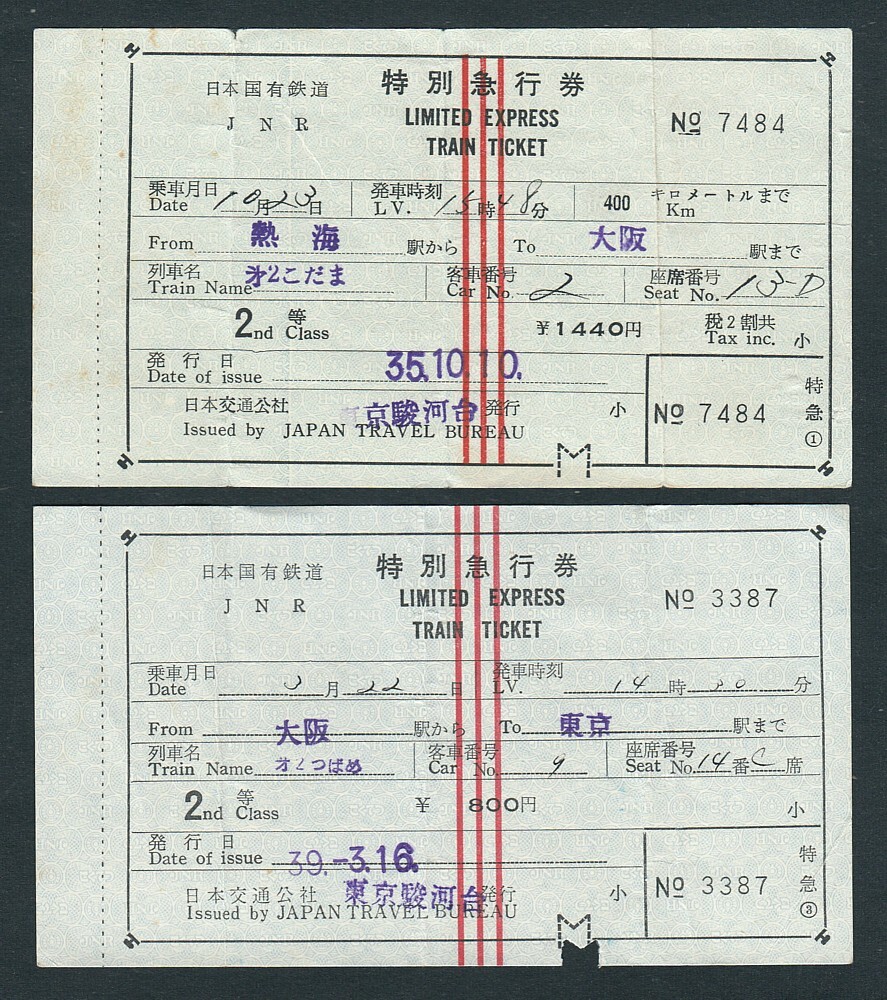 日本国有鉄道 特別急行券
J N R LIMITED EXPRESS № 7484
TRAIN TICKET
乗車月日 発車時刻 400 キロメートルまで
Date 10月23日 LV. 15時48分 Km
From 熱海 駅から To 大阪 駅まで
列車名 客車番号 座席番号
Train Name 才2こだま Car No. 2 Seat No. 13-D
2nd 等 Class ¥1440円 税2割共 Tax inc. 小
発行日 特
Date of issue 35.10.10. 急
日本交通公社 東京駿河台 発行 小 № 7484
Issued by JAPAN TRAVEL BUREAU ①
日本国有鉄道 特別急行券
J N R LIMITED EXPRESS № 3387
TRAIN TICKET
乗車月日 発車時刻
Date 3月22日 LV. 14時30分
From 大阪 駅から To 東京 駅まで
列車名 客車番号 座席番号
Train Name 才2つばめ Car No. 9 Seat No. 14番C席
2nd 等 Class ¥ 800円 小
発行日 特
Date of issue 39.-3.16. 急
日本交通公社 東京駿河台 発行 小 № 3387
Issued by JAPAN TRAVEL BUREAU ③